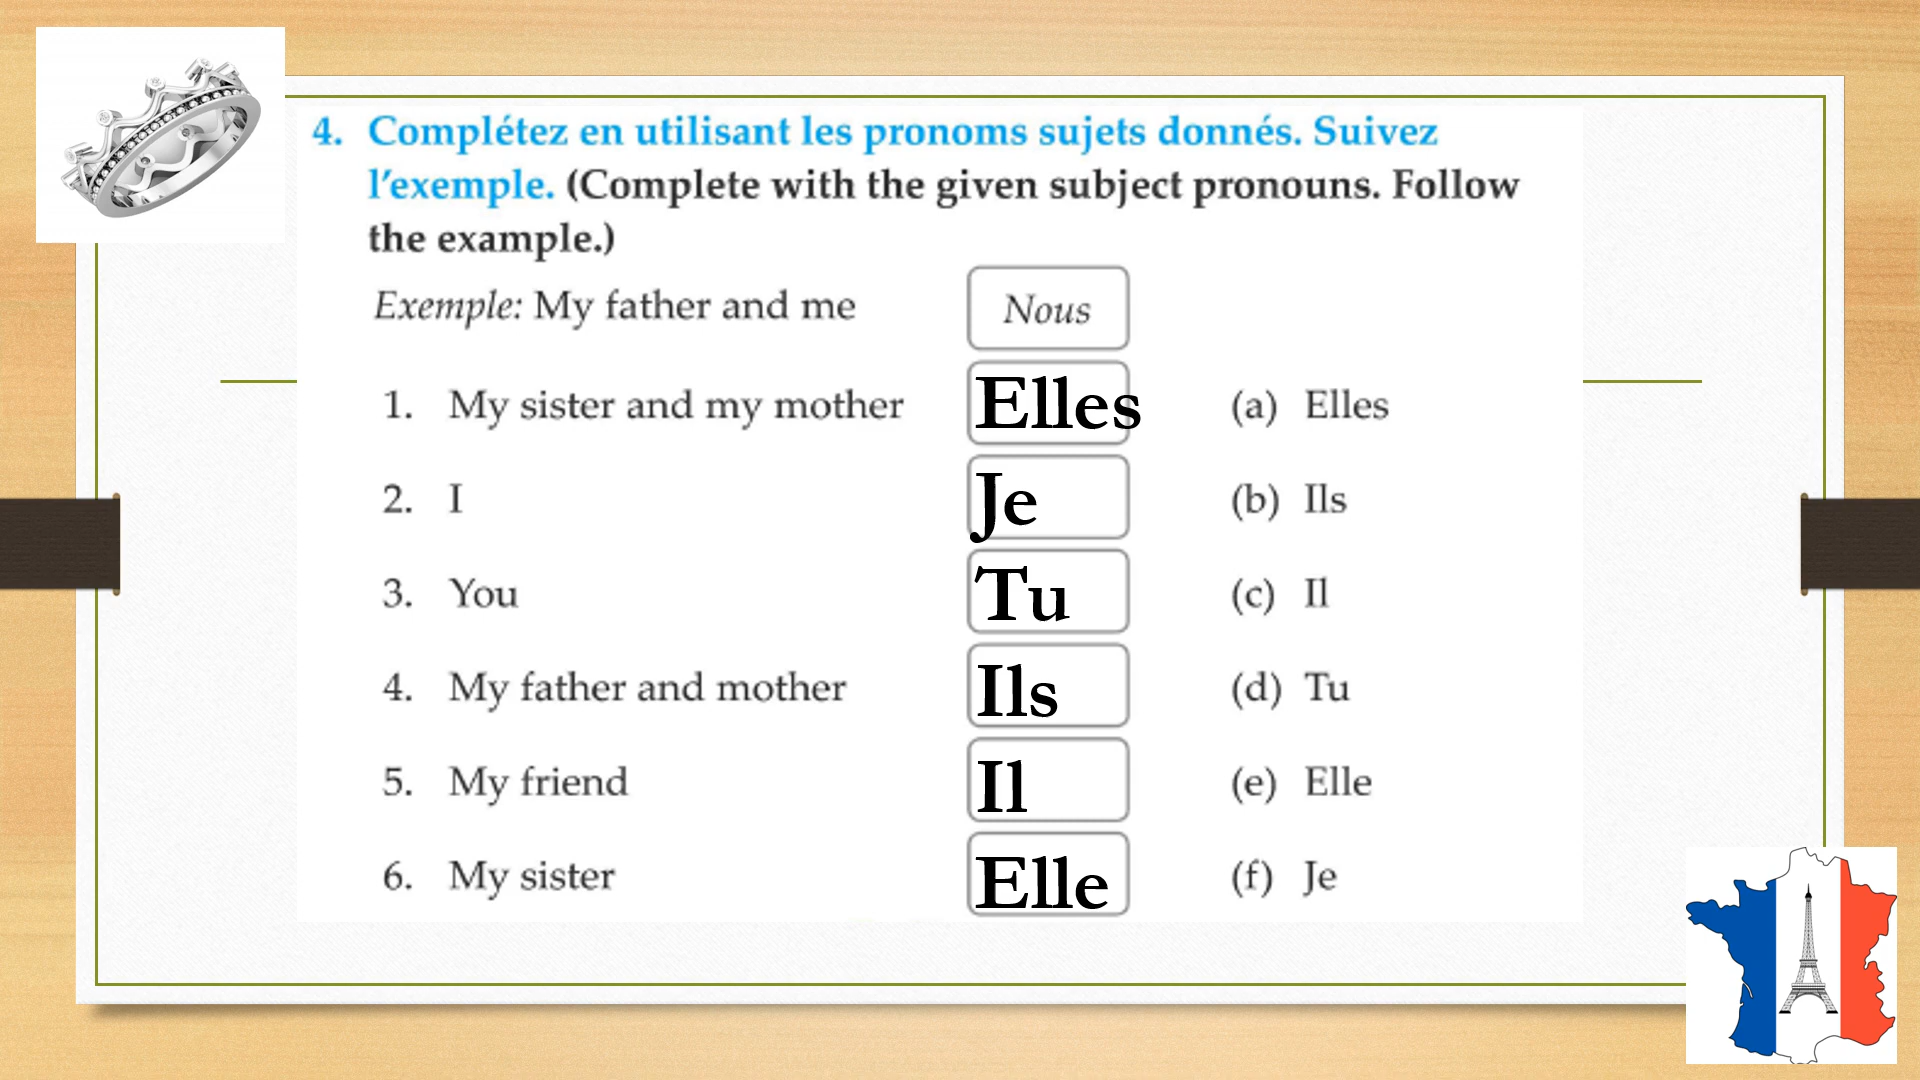 4. Complétez en utilisant les pronoms sujets donnés. Suivez
l'exemple. (Complete with the given subject pronouns. Follow
the example.)
Exemple: My father and me Nous
1. My sister and my mother Elles (a) Elles
2. I Je (b) Ils
3. You Tu (c) Il
4. My father and mother Ils (d) Tu
5. My friend Il (e) Elle
6. My sister Elle (f) Je